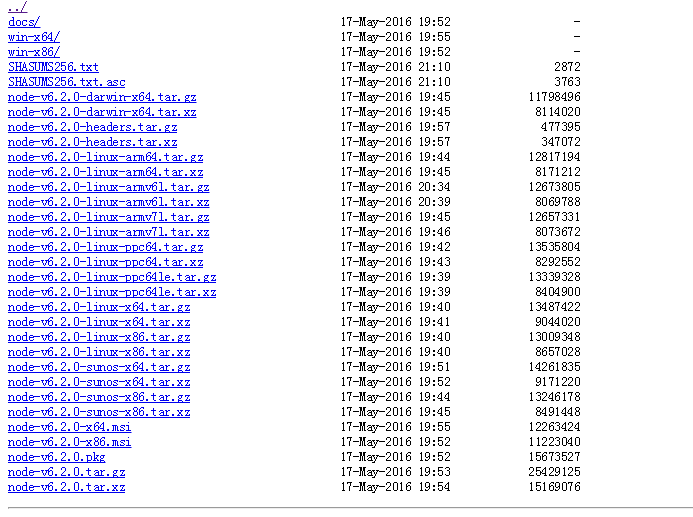 ../
docs/ 17-May-2016 19:52 -
win-x64/ 17-May-2016 19:55 -
win-x86/ 17-May-2016 19:52 -
SHASUMS256.txt 17-May-2016 21:10 2872
SHASUMS256.txt.asc 17-May-2016 21:10 3763
node-v6.2.0-darwin-x64.tar.gz 17-May-2016 19:45 11798496
node-v6.2.0-darwin-x64.tar.xz 17-May-2016 19:45 8114020
node-v6.2.0-headers.tar.gz 17-May-2016 19:57 477395
node-v6.2.0-headers.tar.xz 17-May-2016 19:57 347072
node-v6.2.0-linux-arm64.tar.gz 17-May-2016 19:44 12817194
node-v6.2.0-linux-arm64.tar.xz 17-May-2016 19:45 8171212
node-v6.2.0-linux-armv6l.tar.gz 17-May-2016 20:34 12673805
node-v6.2.0-linux-armv6l.tar.xz 17-May-2016 20:39 8069788
node-v6.2.0-linux-armv7l.tar.gz 17-May-2016 19:45 12657331
node-v6.2.0-linux-armv7l.tar.xz 17-May-2016 19:46 8073672
node-v6.2.0-linux-ppc64.tar.gz 17-May-2016 19:42 13535804
node-v6.2.0-linux-ppc64.tar.xz 17-May-2016 19:43 8292552
node-v6.2.0-linux-ppc64le.tar.gz 17-May-2016 19:39 13339328
node-v6.2.0-linux-ppc64le.tar.xz 17-May-2016 19:39 8404900
node-v6.2.0-linux-x64.tar.gz 17-May-2016 19:40 13487422
node-v6.2.0-linux-x64.tar.xz 17-May-2016 19:41 9044020
node-v6.2.0-linux-x86.tar.gz 17-May-2016 19:40 13009348
node-v6.2.0-linux-x86.tar.xz 17-May-2016 19:40 8657028
node-v6.2.0-sunos-x64.tar.gz 17-May-2016 19:51 14261835
node-v6.2.0-sunos-x64.tar.xz 17-May-2016 19:52 9171220
node-v6.2.0-sunos-x86.tar.gz 17-May-2016 19:44 13246178
node-v6.2.0-sunos-x86.tar.xz 17-May-2016 19:45 8491448
node-v6.2.0-x64.msi 17-May-2016 19:55 12263424
node-v6.2.0-x86.msi 17-May-2016 19:52 11223040
node-v6.2.0.pkg 17-May-2016 19:52 15673527
node-v6.2.0.tar.gz 17-May-2016 19:53 25429125
node-v6.2.0.tar.xz 17-May-2016 19:54 15169076